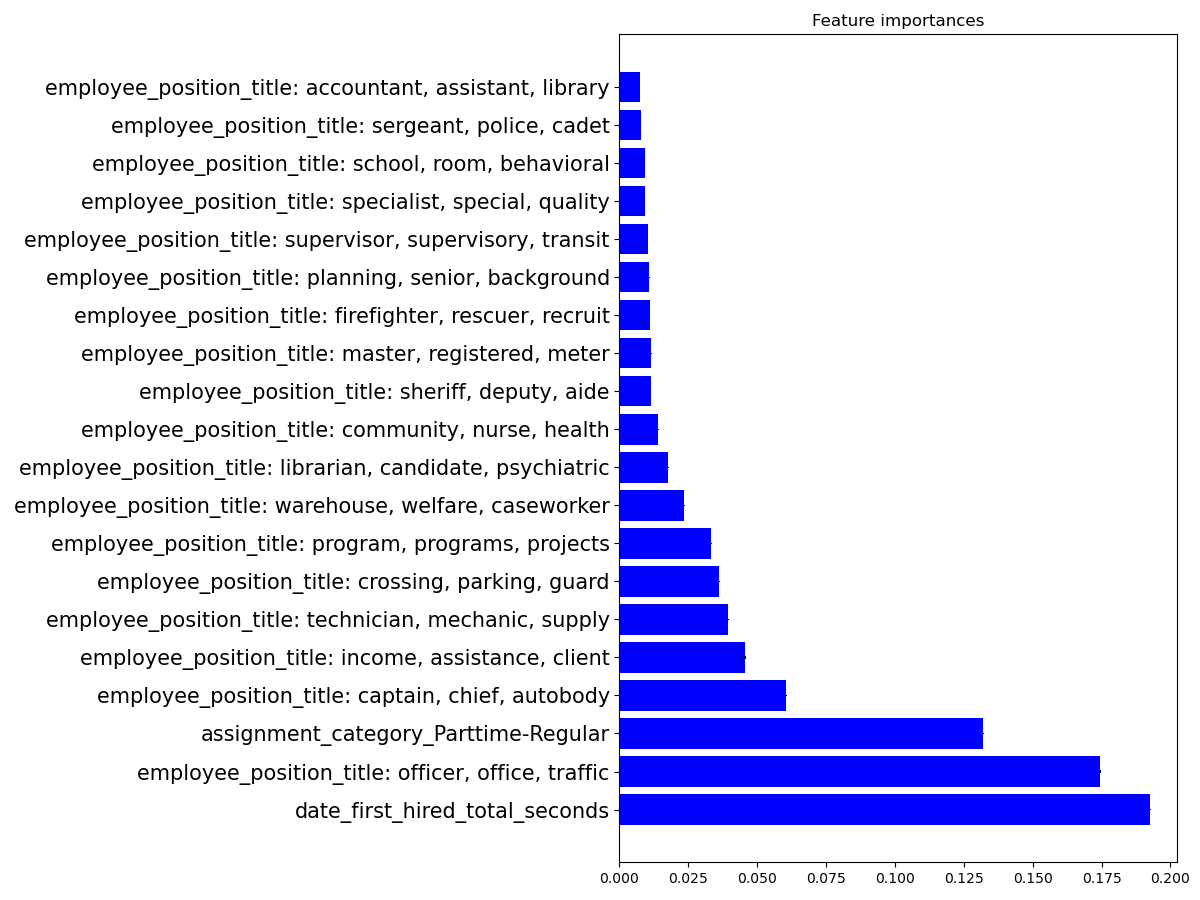 Feature importances
employee_position_title: accountant, assistant, library
employee_position_title: sergeant, police, cadet
employee_position_title: school, room, behavioral
employee_position_title: specialist, special, quality
employee_position_title: supervisor, supervisory, transit
employee_position_title: planning, senior, background
employee_position_title: firefighter, rescuer, recruit
employee_position_title: master, registered, meter
employee_position_title: sheriff, deputy, aide
employee_position_title: community, nurse, health
employee_position_title: librarian, candidate, psychiatric
employee_position_title: warehouse, welfare, caseworker
employee_position_title: program, programs, projects
employee_position_title: crossing, parking, guard
employee_position_title: technician, mechanic, supply
employee_position_title: income, assistance, client
employee_position_title: captain, chief, autobody
assignment_category_Parttime-Regular
employee_position_title: officer, office, traffic
date_first_hired_total_seconds
0.000 0.025 0.050 0.075 0.100 0.125 0.150 0.175 0.200